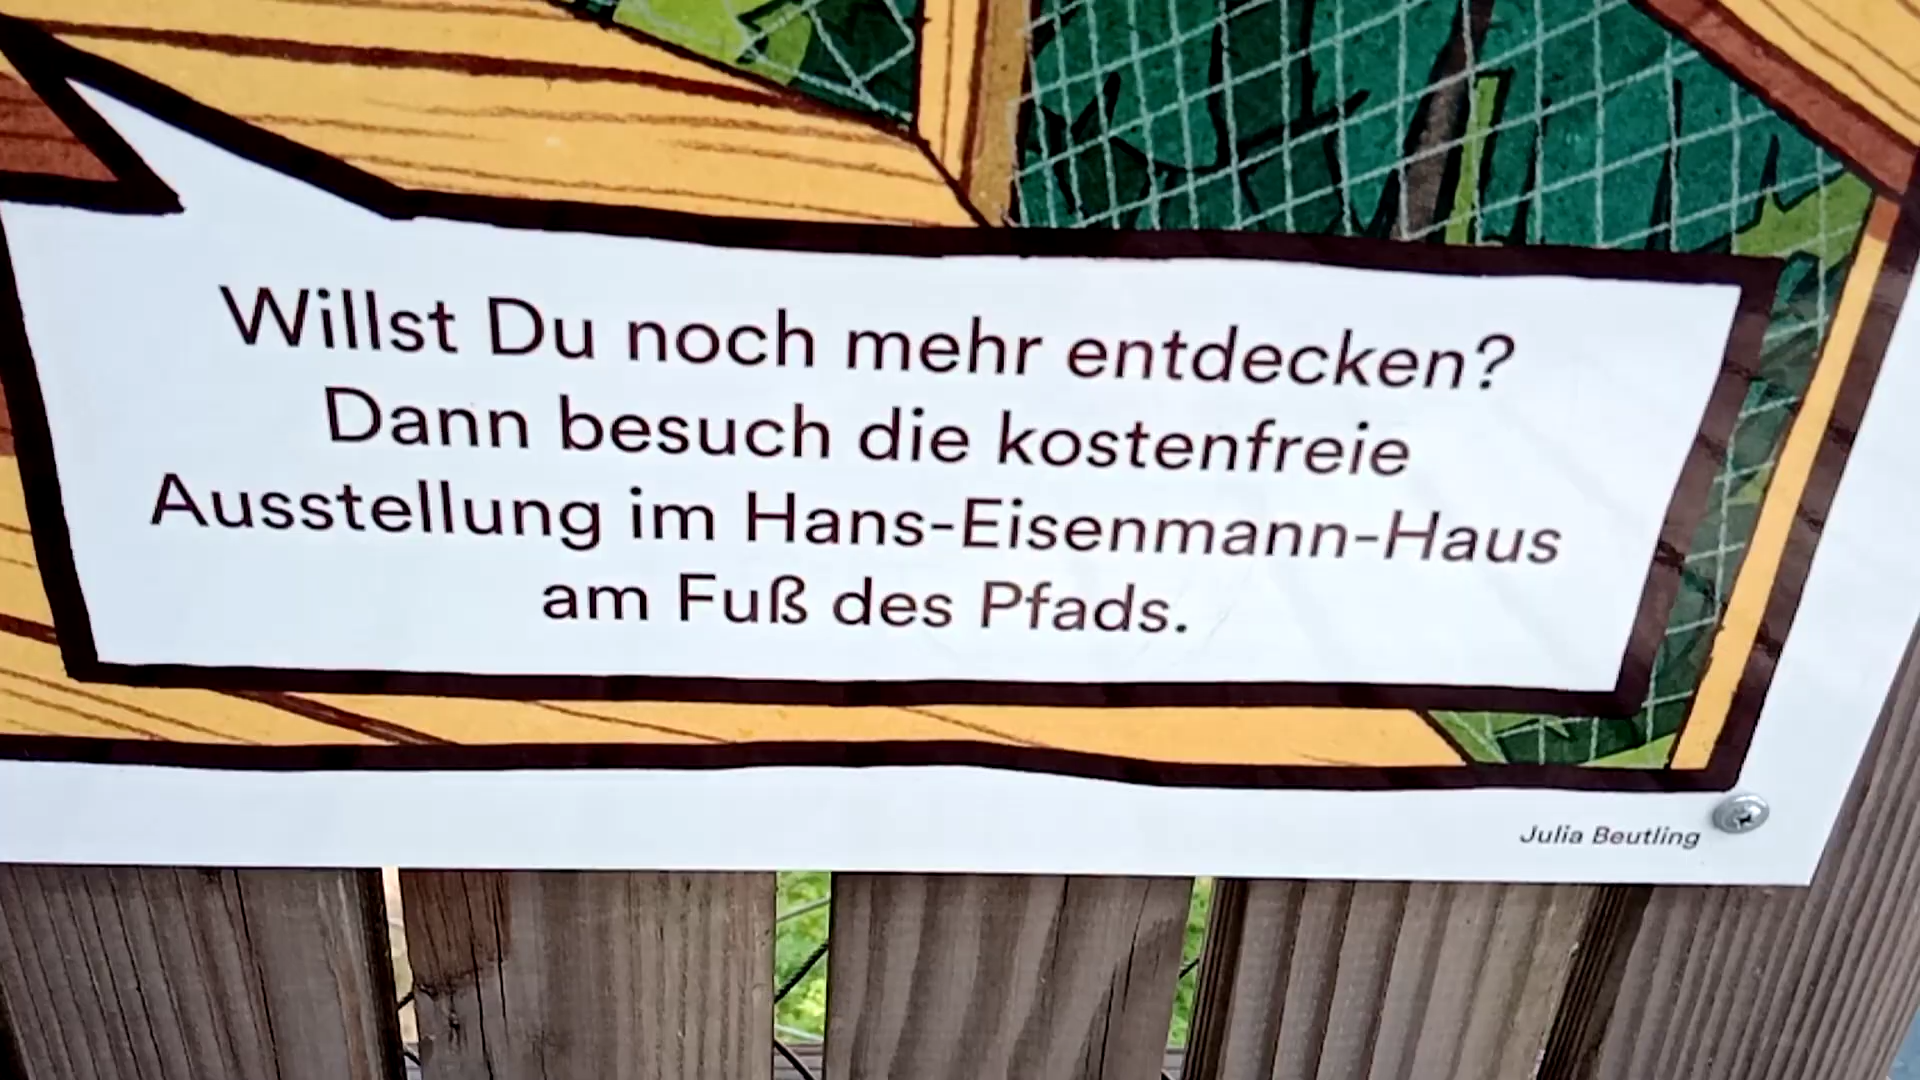 Willst Du noch mehr entdecken?
Dann besuch die kostenfreie
Ausstellung im Hans-Eisenmann-Haus
am Fuß des Pfads.
Julia Beutling